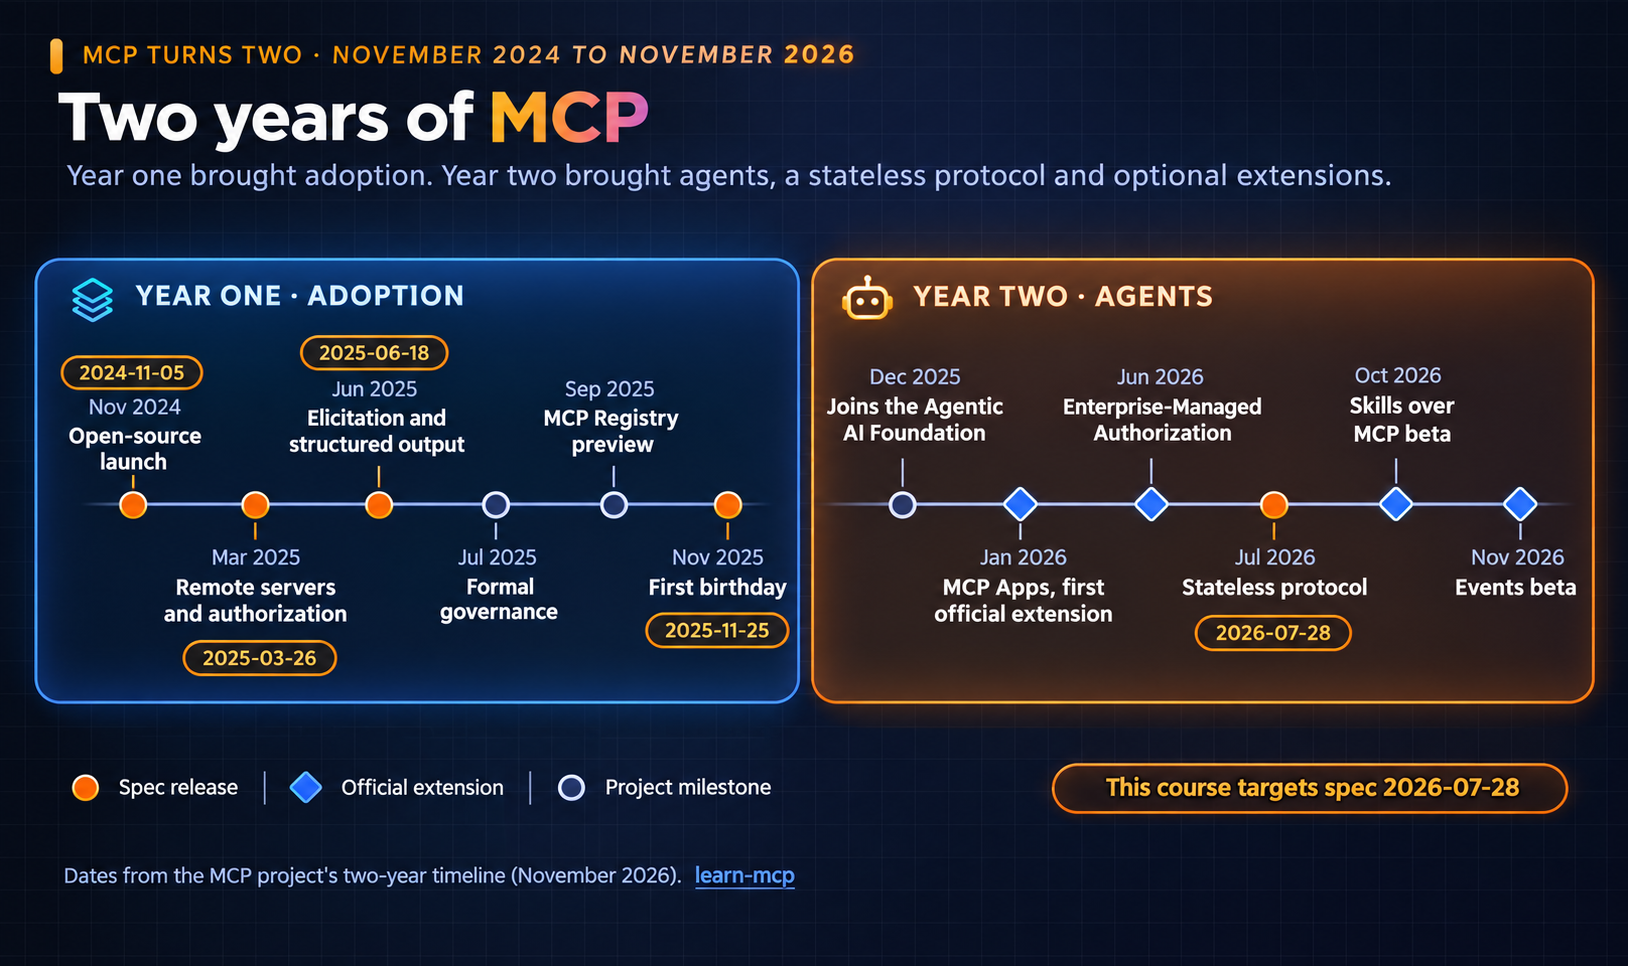 MCP TURNS TWO · NOVEMBER 2024 TO NOVEMBER 2026
Two years of MCP
Year one brought adoption. Year two brought agents, a stateless protocol and optional extensions.
YEAR ONE · ADOPTION
2024-11-05
Nov 2024
Open-source
launch
Mar 2025
Remote servers
and authorization
2025-03-26
2025-06-18
Jun 2025
Elicitation and
structured output
Jul 2025
Formal
governance
Sep 2025
MCP Registry
preview
Nov 2025
First birthday
2025-11-25
YEAR TWO · AGENTS
Dec 2025
Joins the Agentic
AI Foundation
Jan 2026
MCP Apps, first
official extension
Jun 2026
Enterprise-Managed
Authorization
Jul 2026
Stateless protocol
2026-07-28
Oct 2026
Skills over
MCP beta
Nov 2026
Events beta
Spec release
Official extension
Project milestone
This course targets spec 2026-07-28
Dates from the MCP project's two-year timeline (November 2026). learn-mcp